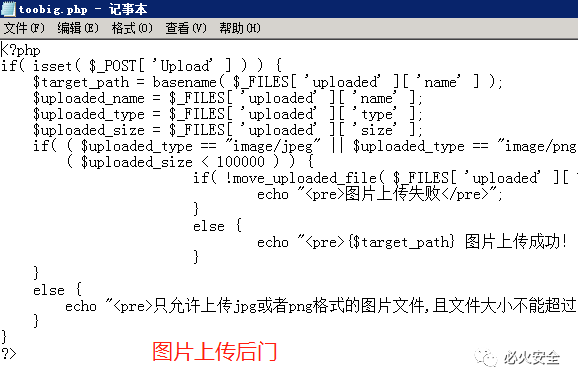 toobig.php - 记事本
文件(F) 编辑(E) 格式(O) 查看(V) 帮助(H)
<?php
if( isset( $_POST[ 'Upload' ] ) ) {
    $target_path = basename( $_FILES[ 'uploaded' ][ 'name' ] );
    $uploaded_name = $_FILES[ 'uploaded' ][ 'name' ];
    $uploaded_type = $_FILES[ 'uploaded' ][ 'type' ];
    $uploaded_size = $_FILES[ 'uploaded' ][ 'size' ];
    if( ( $uploaded_type == "image/jpeg" || $uploaded_type == "image/png
        ( $uploaded_size < 100000 ) ) {
                        if( !move_uploaded_file( $_FILES[ 'uploaded' ][ '
                                echo "<pre>图片上传失败</pre>";
                        }
                        else {
                                echo "<pre>{$target_path} 图片上传成功!
                        }
    }
    else {
        echo "<pre>只允许上传jpg或者png格式的图片文件,且文件大小不能超过
    }
}
?>
图片上传后门
必火安全